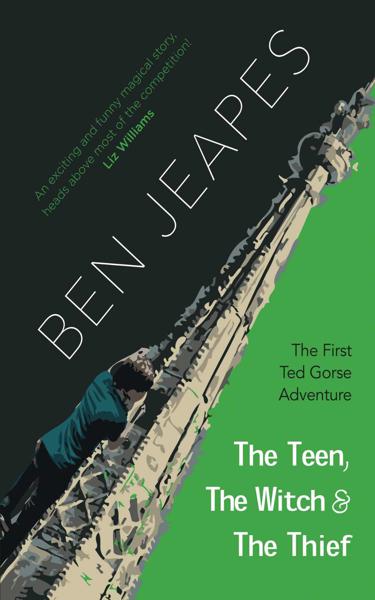 An exciting and funny magical story,
heads above most of the competition!
Liz Williams
BEN JEAPES
The First
Ted Gorse
Adventure
The Teen,
The Witch &
The Thief